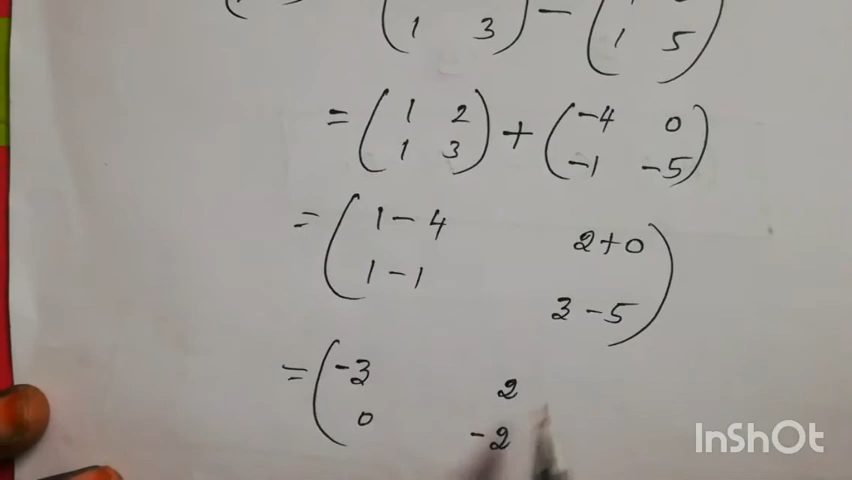 1 3 ) - ( 1 5 )
= ( 1 2 ) + ( -4 0 )
1 3 -1 -5
= ( 1 - 4 2 + 0 )
1 - 1 3 - 5
= ( -3 2
0 -2
InShOt